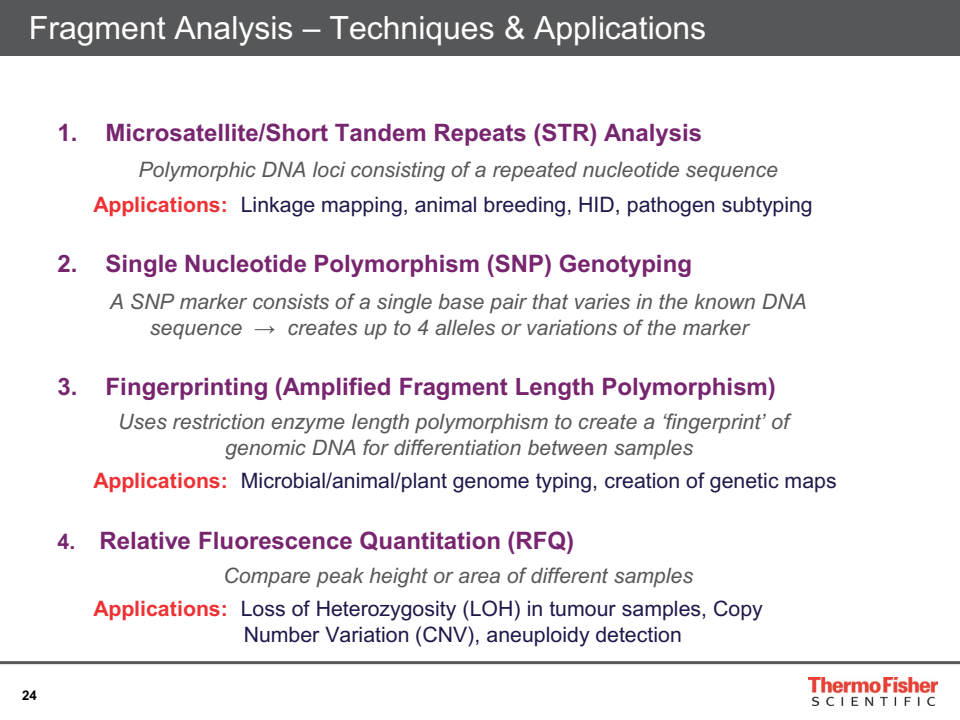 Fragment Analysis – Techniques & Applications
1. Microsatellite/Short Tandem Repeats (STR) Analysis
Polymorphic DNA loci consisting of a repeated nucleotide sequence
Applications: Linkage mapping, animal breeding, HID, pathogen subtyping
2. Single Nucleotide Polymorphism (SNP) Genotyping
A SNP marker consists of a single base pair that varies in the known DNA
sequence → creates up to 4 alleles or variations of the marker
3. Fingerprinting (Amplified Fragment Length Polymorphism)
Uses restriction enzyme length polymorphism to create a ‘fingerprint’ of
genomic DNA for differentiation between samples
Applications: Microbial/animal/plant genome typing, creation of genetic maps
4. Relative Fluorescence Quantitation (RFQ)
Compare peak height or area of different samples
Applications: Loss of Heterozygosity (LOH) in tumour samples, Copy
Number Variation (CNV), aneuploidy detection
24
ThermoFisher
SCIENTIFIC